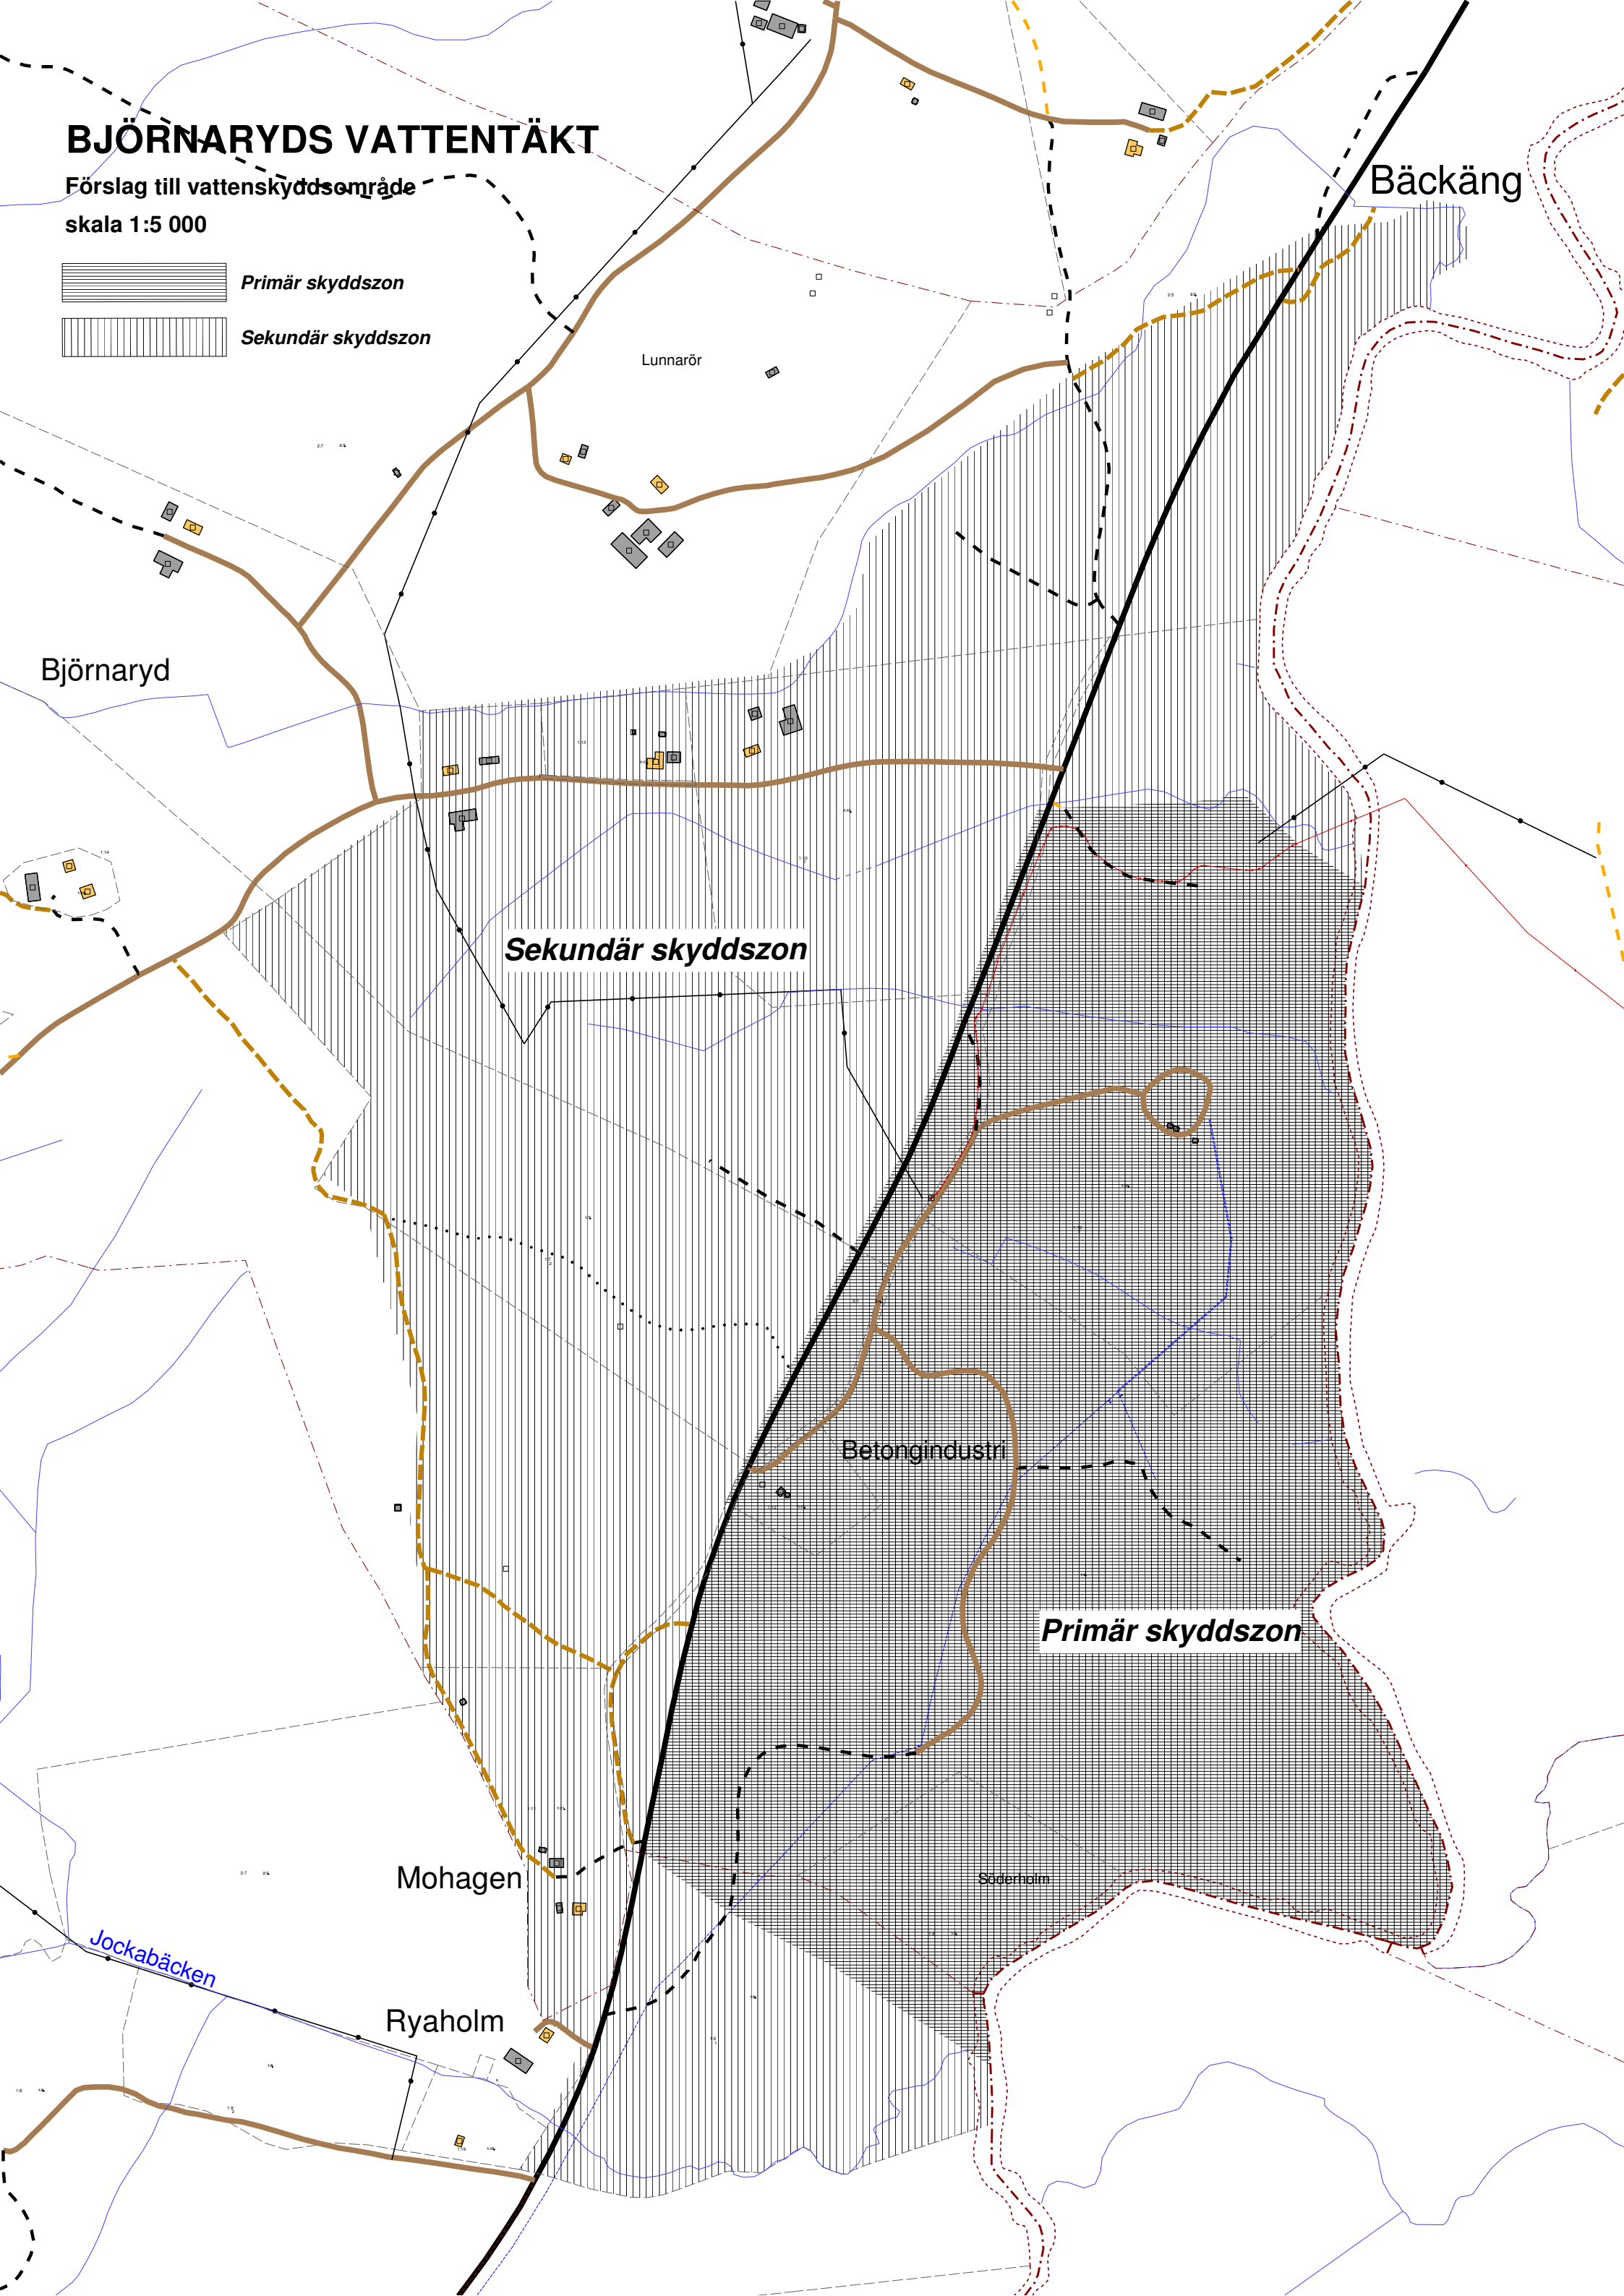 BJÖRNARYDS VATTENTÄKT
Förslag till vattenskyddsområde
skala 1:5 000
Primär skyddszon
Sekundär skyddszon
Bäckäng
Lunnarör
Björnaryd
Sekundär skyddszon
Betongindustri
Primär skyddszon
Mohagen
Söderholm
Jockabäcken
Ryaholm